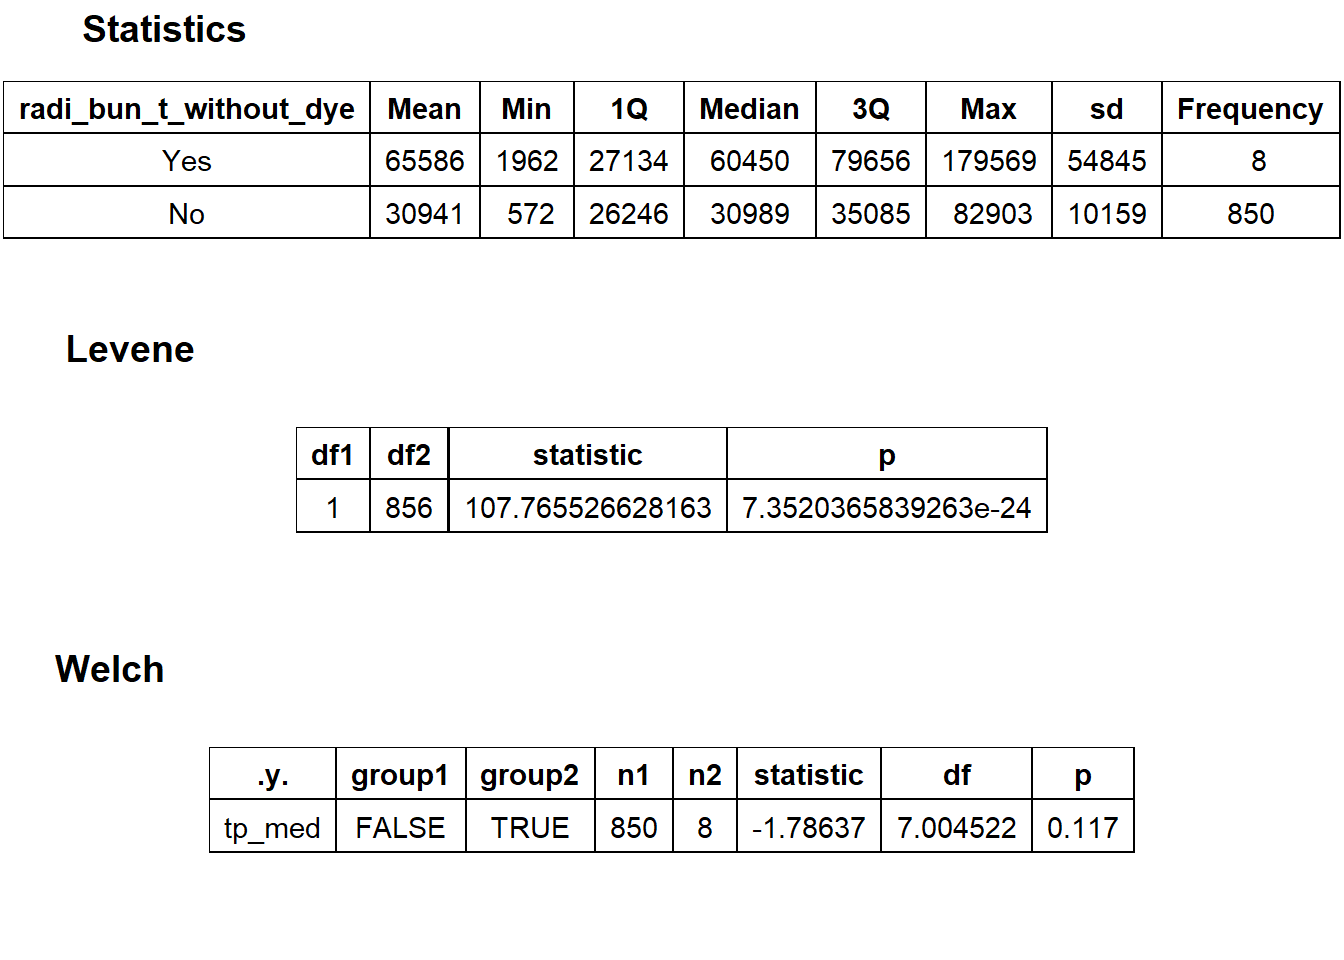 Statistics
radi_bun_t_without_dye Mean Min 1Q Median 3Q Max sd Frequency
Yes 65586 1962 27134 60450 79656 179569 54845 8
No 30941 572 26246 30989 35085 82903 10159 850
Levene
df1 df2 statistic p
1 856 107.765526628163 7.3520365839263e-24
Welch
.y. group1 group2 n1 n2 statistic df p
tp_med FALSE TRUE 850 8 -1.78637 7.004522 0.117